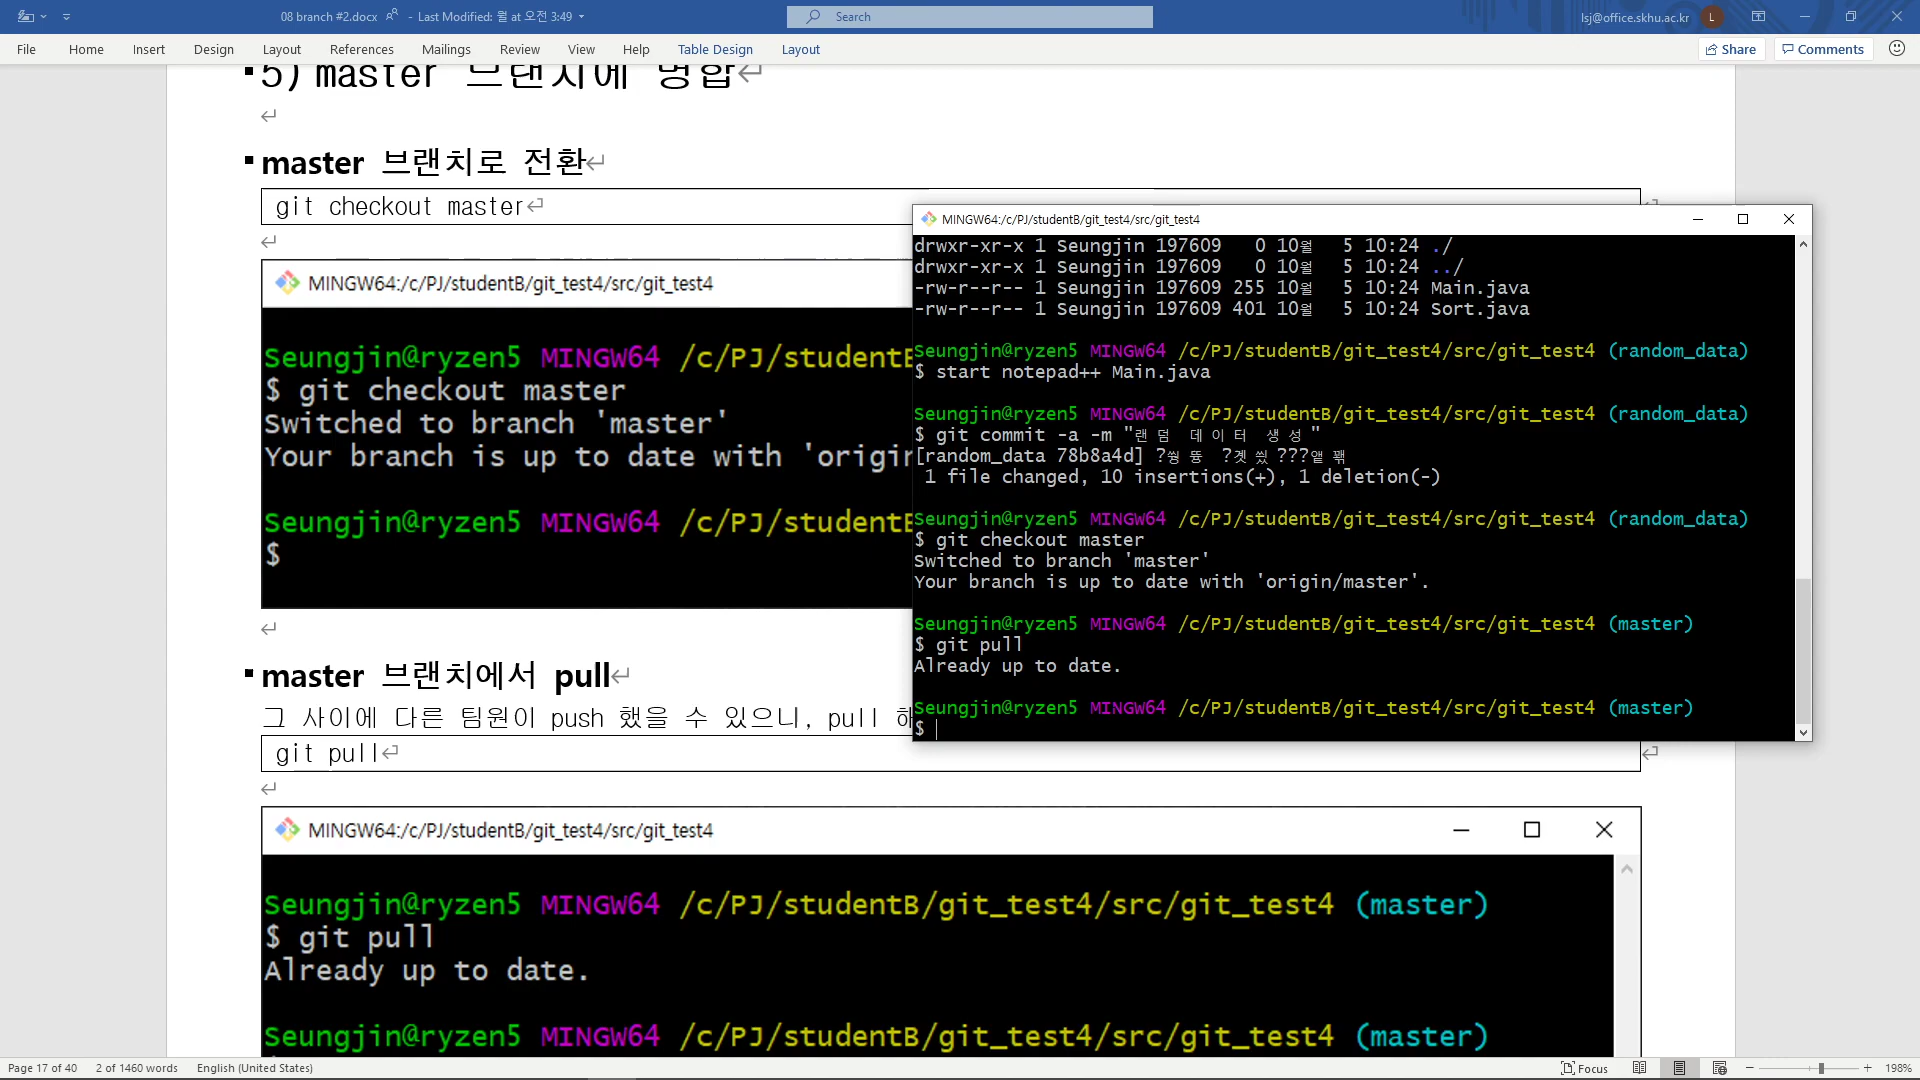 08 branch #2.docx
- Last Modified: 월 at 오전 3:49
Search
lsj@office.skhu.ac.kr
L
File Home Insert Design Layout References Mailings Review View Help Table Design Layout
Share
Comments
5) master 브랜치에 병합
master 브랜치로 전환
git checkout master
MINGW64:/c/PJ/studentB/git_test4/src/git_test4
Seungjin@ryzen5 MINGW64 /c/PJ/studentB
$ git checkout master
Switched to branch 'master'
Your branch is up to date with 'origin
Seungjin@ryzen5 MINGW64 /c/PJ/studentB
$
master 브랜치에서 pull
그 사이에 다른 팀원이 push 했을 수 있으니, pull 해
git pull
MINGW64:/c/PJ/studentB/git_test4/src/git_test4
Seungjin@ryzen5 MINGW64 /c/PJ/studentB/git_test4/src/git_test4 (master)
$ git pull
Already up to date.
Seungjin@ryzen5 MINGW64 /c/PJ/studentB/git_test4/src/git_test4 (master)
MINGW64:/c/PJ/studentB/git_test4/src/git_test4
drwxr-xr-x 1 Seungjin 197609 0 10월 5 10:24 ./
drwxr-xr-x 1 Seungjin 197609 0 10월 5 10:24 ../
-rw-r--r-- 1 Seungjin 197609 255 10월 5 10:24 Main.java
-rw-r--r-- 1 Seungjin 197609 401 10월 5 10:24 Sort.java
Seungjin@ryzen5 MINGW64 /c/PJ/studentB/git_test4/src/git_test4 (random_data)
$ start notepad++ Main.java
Seungjin@ryzen5 MINGW64 /c/PJ/studentB/git_test4/src/git_test4 (random_data)
$ git commit -a -m "랜 덤 데 이 터 생 성 "
[random_data 78b8a4d]
1 file changed, 10 insertions(+), 1 deletion(-)
Seungjin@ryzen5 MINGW64 /c/PJ/studentB/git_test4/src/git_test4 (random_data)
$ git checkout master
Switched to branch 'master'
Your branch is up to date with 'origin/master'.
Seungjin@ryzen5 MINGW64 /c/PJ/studentB/git_test4/src/git_test4 (master)
$ git pull
Already up to date.
Seungjin@ryzen5 MINGW64 /c/PJ/studentB/git_test4/src/git_test4 (master)
$
Page 17 of 40 2 of 1460 words English (United States)
Focus
198%